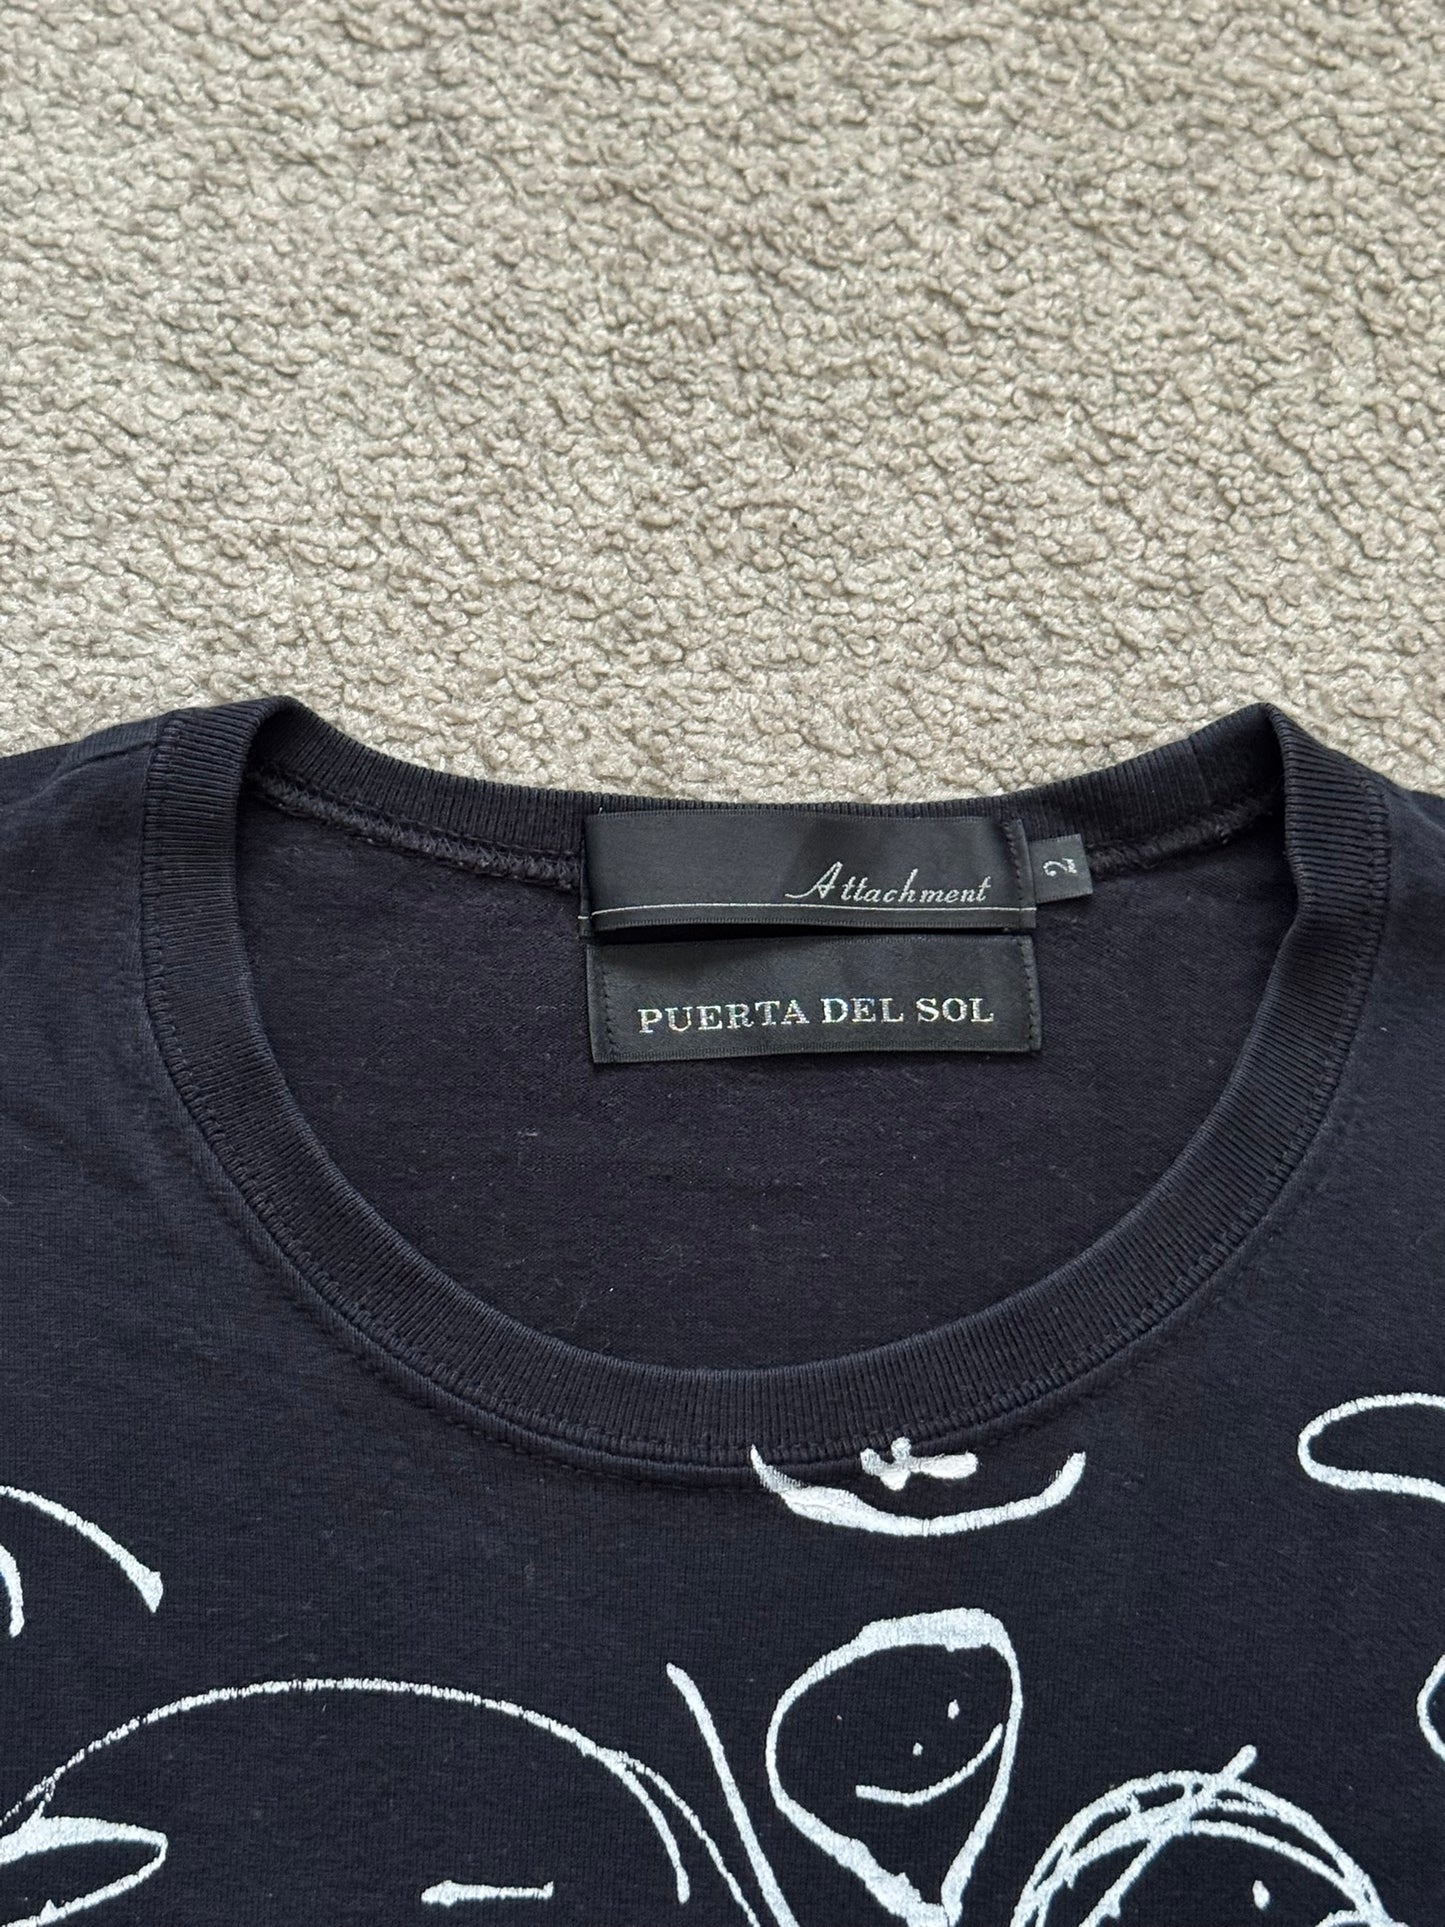 Attachment
2
PUERTA DEL SOL